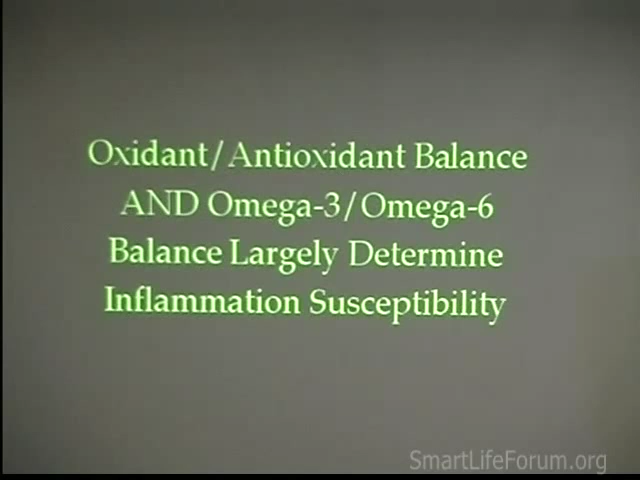 Oxidant/Antioxidant Balance
AND Omega-3/Omega-6
Balance Largely Determine
Inflammation Susceptibility
SmartLifeForum.org